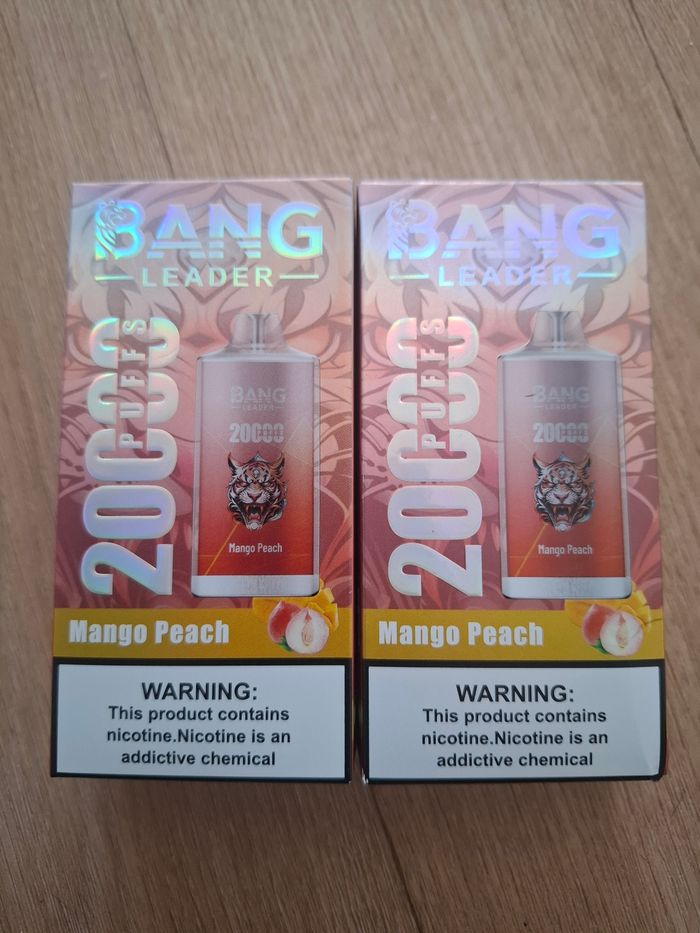 BANG
LEADER
20000
PUFFS
BANG
LEADER
20000
PUFFS
Mango Peach
Mango Peach
WARNING:
This product contains
nicotine.Nicotine is an
addictive chemical
BANG
LEADER
20000
PUFFS
BANG
LEADER
20000
PUFFS
Mango Peach
Mango Peach
WARNING:
This product contains
nicotine.Nicotine is an
addictive chemical